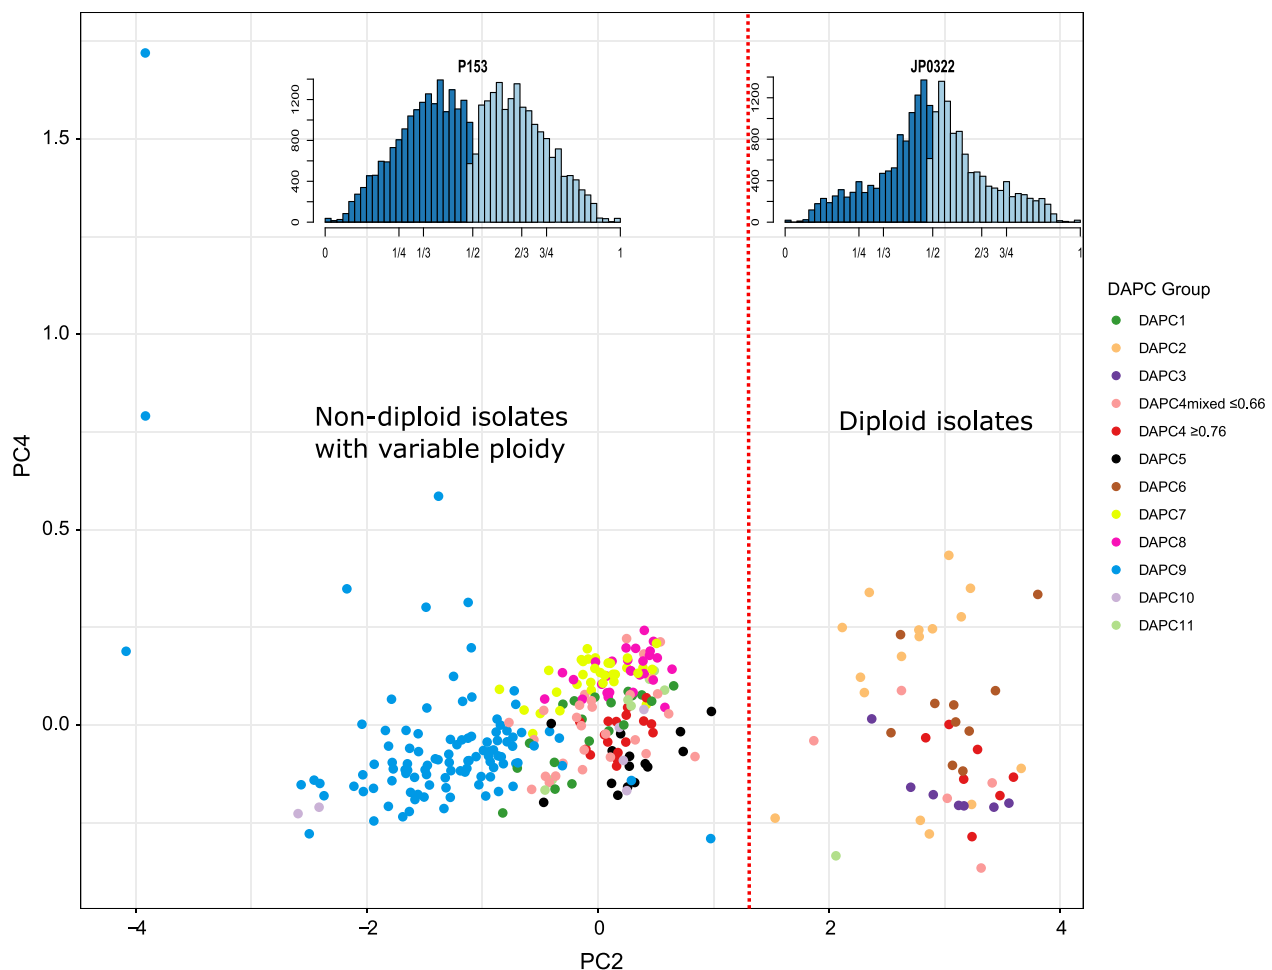 P153
JP0322
1200
800
400
0
0
1/4
1/3
1/2
2/3
3/4
1
1200
800
400
0
0
1/4
1/3
1/2
2/3
3/4
1
1.5
1.0
0.5
0.0
PC4
Non-diploid isolates
with variable ploidy
Diploid isolates
DAPC Group
DAPC1
DAPC2
DAPC3
DAPC4mixed ≤0.66
DAPC4 ≥0.76
DAPC5
DAPC6
DAPC7
DAPC8
DAPC9
DAPC10
DAPC11
−4
−2
0
2
4
PC2